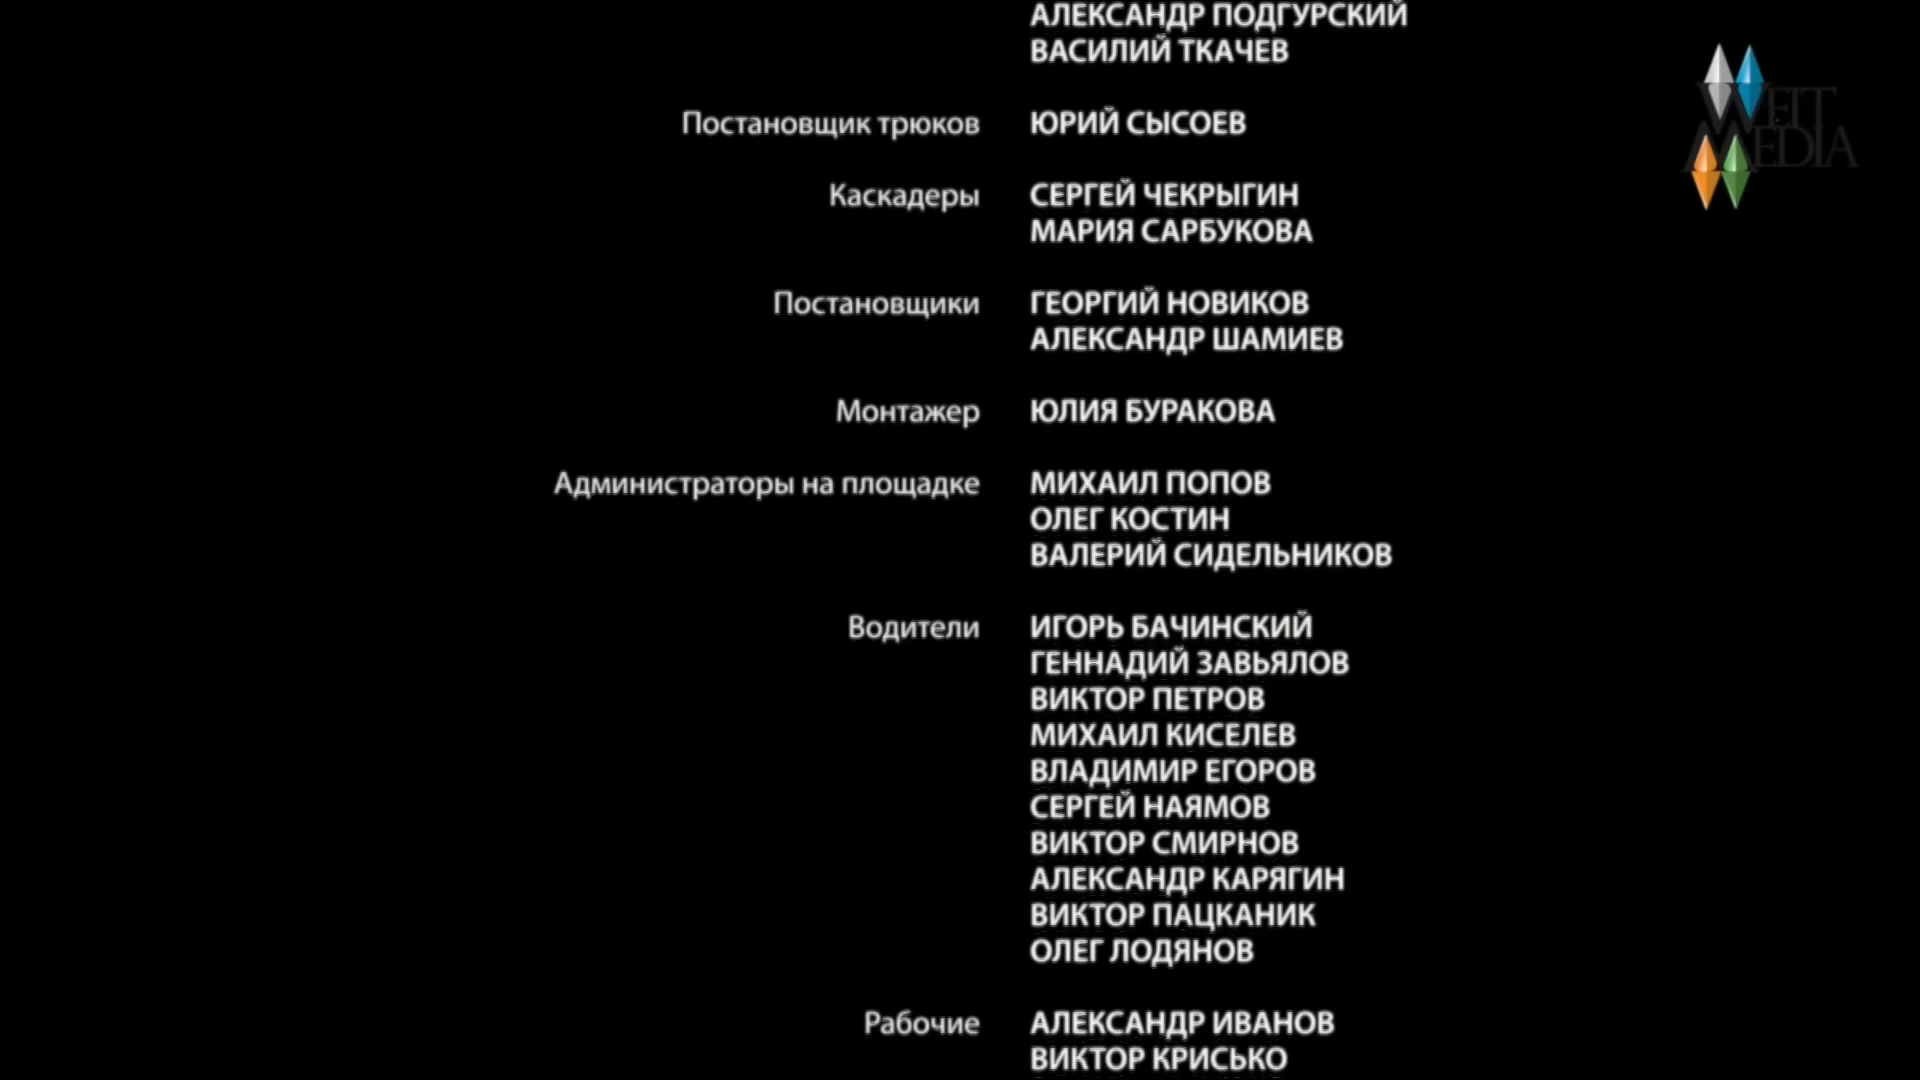 АЛЕКСАНДР ПОДГУРСКИЙ
ВАСИЛИЙ ТКАЧЕВ
Постановщик трюков ЮРИЙ СЫСОЕВ
Каскадеры СЕРГЕЙ ЧЕКРЫГИН
МАРИЯ САРБУКОВА
Постановщики ГЕОРГИЙ НОВИКОВ
АЛЕКСАНДР ШАМИЕВ
Монтажер ЮЛИЯ БУРАКОВА
Администраторы на площадке МИХАИЛ ПОПОВ
ОЛЕГ КОСТИН
ВАЛЕРИЙ СИДЕЛЬНИКОВ
Водители ИГОРЬ БАЧИНСКИЙ
ГЕННАДИЙ ЗАВЬЯЛОВ
ВИКТОР ПЕТРОВ
МИХАИЛ КИСЕЛЕВ
ВЛАДИМИР ЕГОРОВ
СЕРГЕЙ НАЯМОВ
ВИКТОР СМИРНОВ
АЛЕКСАНДР КАРЯГИН
ВИКТОР ПАЦКАНИК
ОЛЕГ ЛОДЯНОВ
Рабочие АЛЕКСАНДР ИВАНОВ
ВИКТОР КРИСЬКО
WEIT
MEDIA